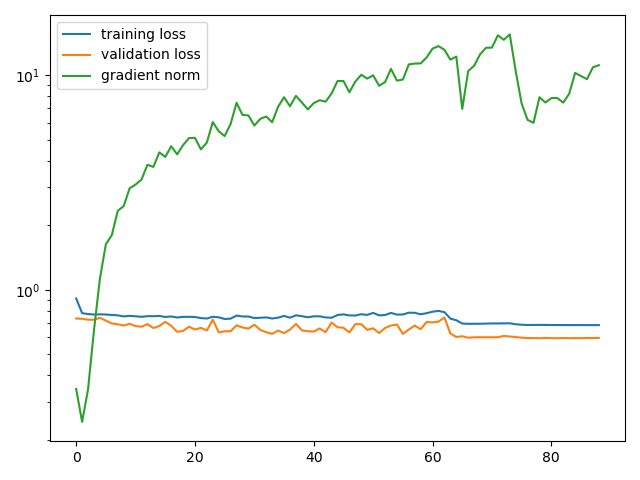 training loss
validation loss
gradient norm
10¹
10⁰
0 20 40 60 80